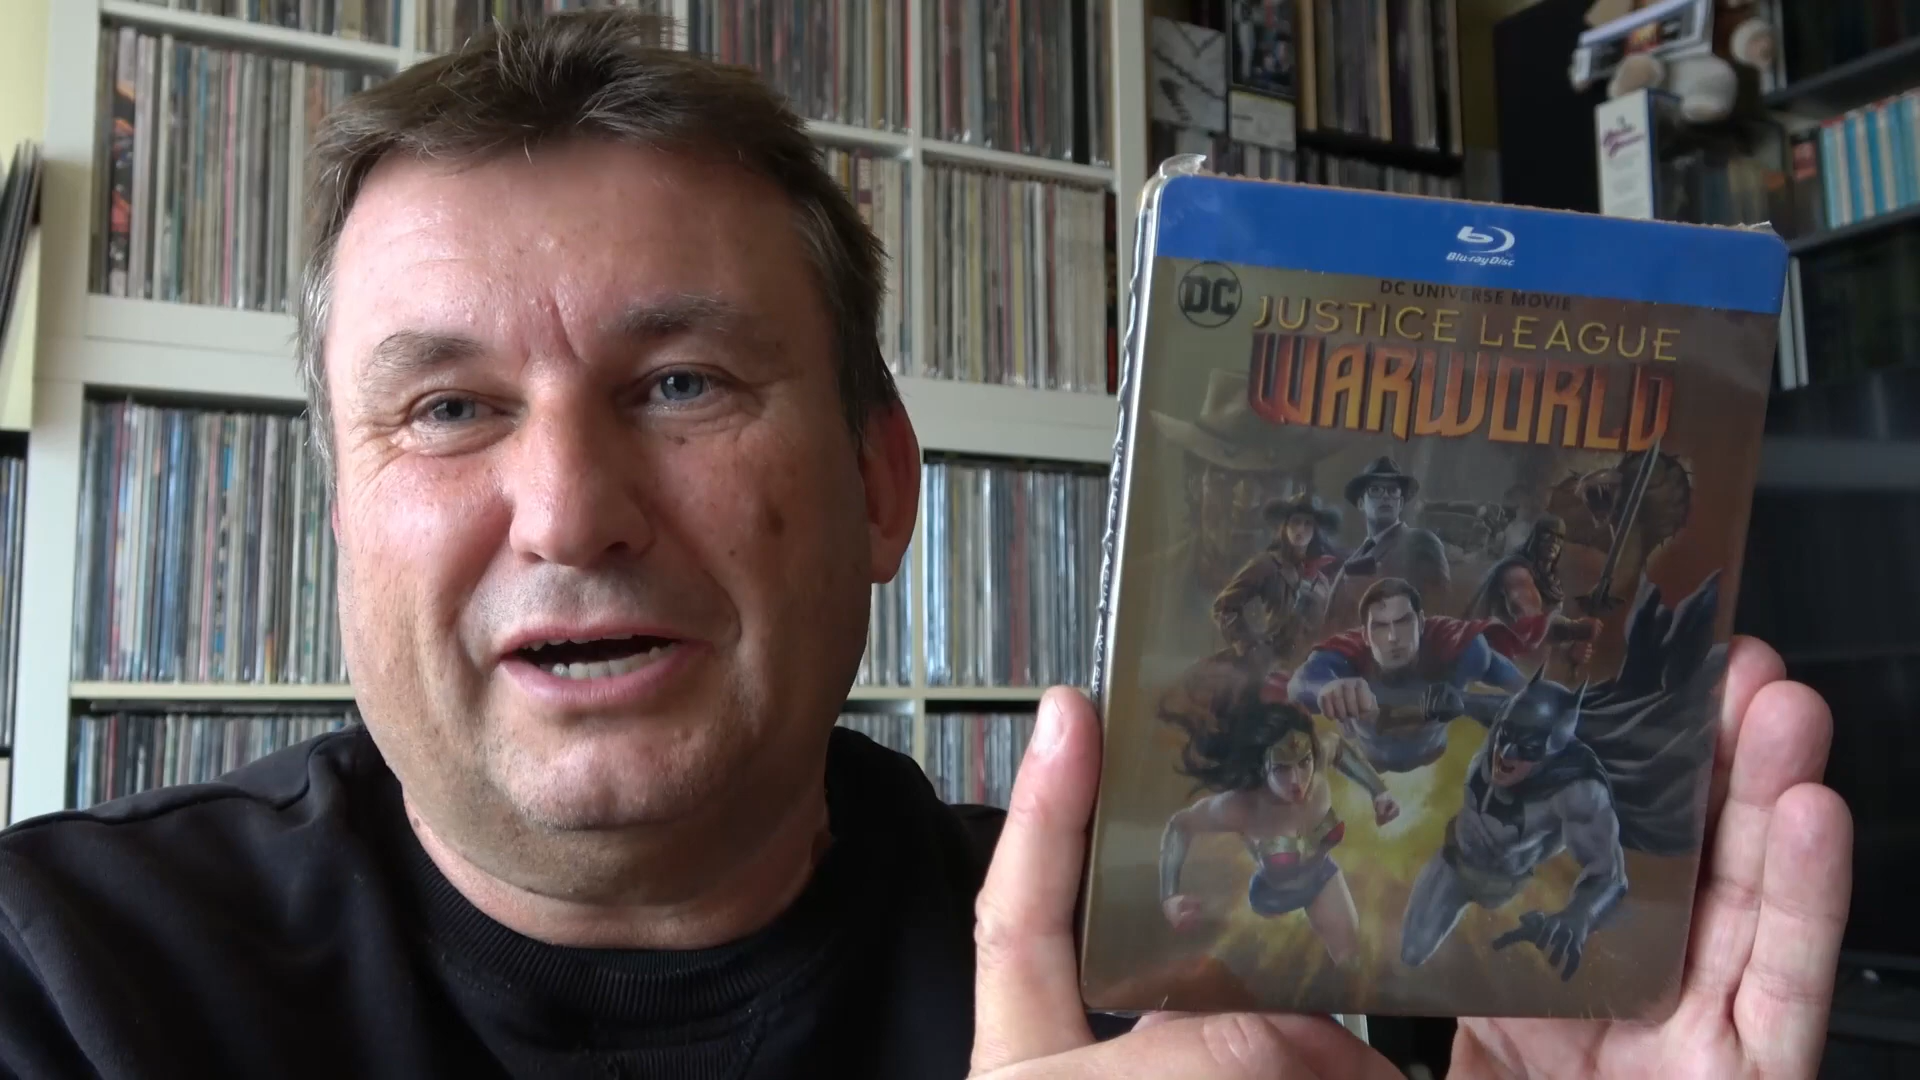 Blu-ray Disc
DC
DC UNIVERSE MOVIE
JUSTICE LEAGUE
WARWORLD